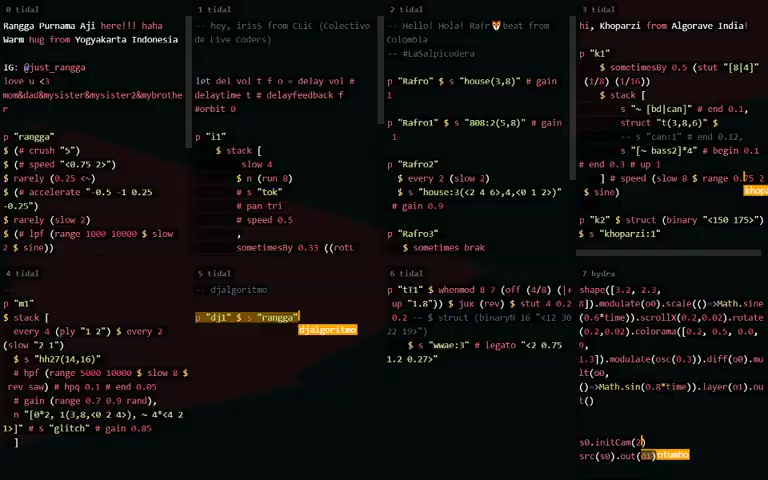 0 tidal
Rangga Purnama Aji here!!! haha
Warm hug from Yogyakarta Indonesia
IG: @just_rangga
love u <3
mom&dad&mysister&mysister2&mybrothe
r
p "rangga"
$ (# crush "5")
$ (# speed "<0.75 2>")
$ rarely (0.25 <~)
$ (# accelerate "-0.5 -1 0.25
-0.25")
$ rarely (slow 2)
$ (# lpf (range 1000 10000 $ slow
2 $ sine))
1 tidal
-- hey, irisS from CLiC (Colectivo
de Live Coders)
let del vol t f o = delay vol #
delaytime t # delayfeedback f
#orbit 0
p "i1"
$ stack [
slow 4
$ n (run 8)
# s "tok"
# pan tri
# speed 0.5
,
sometimesBy 0.33 ((rotL
2 tidal
-- Hello! Hola! Rafr🦊beat from
Colombia
-- #LaSalpicodera
p "Rafro" $ s "house(3,8)" # gain
1
p "Rafro1" $ s "808:2(5,8)" # gain
1
p "Rafro2"
$ every 2 (slow 2)
$ s "house:3(<2 4 6>,4,<0 1 2>)"
# gain 0.9
p "Rafro3"
$ sometimes brak
3 tidal
hi, Khoparzi from Algorave India!
p "k1"
$ sometimesBy 0.5 (stut "[8|4]"
(1/8) (1/16))
$ stack [
s "~ [bd|can]" # end 0.1,
struct "t(3,8,6)" $
-- s "can:1" # end 0.12,
s "[~ bass2]*4" # begin 0.1
# end 0.3 # up 1
] # speed (slow 8 $ range 0.75 2
$ sine)
khopa
p "k2" $ struct (binary "<150 175>")
$ s "khoparzi:1"
4 tidal
--
p "m1"
$ stack [
every 4 (ply "1 2") $ every 2
(slow "2 1")
$ s "hh27(14,16)"
# hpf (range 5000 10000 $ slow 8 $
rev saw) # hpq 0.1 # end 0.05
# gain (range 0.7 0.9 rand),
n "[0*2, 1(3,8,<0 2 4>), ~ 4*<4 2
1>]" # s "glitch" # gain 0.85
]
5 tidal
-- djalgoritmo
p "dj1" $ s "rangga"
djalgoritmo
6 tidal
p "tT1" $ whenmod 8 7 (off (4/8) (|+
up "1.8")) $ jux (rev) $ stut 4 0.2
0.2 -- $ struct (binaryN 16 "<12 30
22 19>")
$ s "wwae:3" # legato "<2 0.75
1.2 0.27>"
7 hydra
shape([3.2, 2.3,
8]).modulate(o0).scale(()=>Math.sine
(0.6*time)).scrollX(0.2,0.02).rotate
(0.2,0.02).colorama([0.2, 0.5, 0.0,
9,
1.3]).modulate(osc(0.3)).diff(o0).mu
lt(o0,
()=>Math.sin(0.8*time)).layer(o1).ou
t()
s0.initCam(2)
src(s0).out(o1)
otumbo